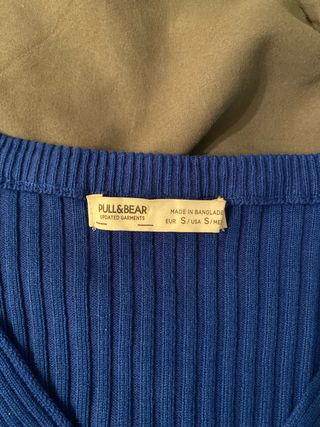 PULL&BEAR
UPDATED GARMENTS
MADE IN BANGLADE
EUR S/USA S/ME